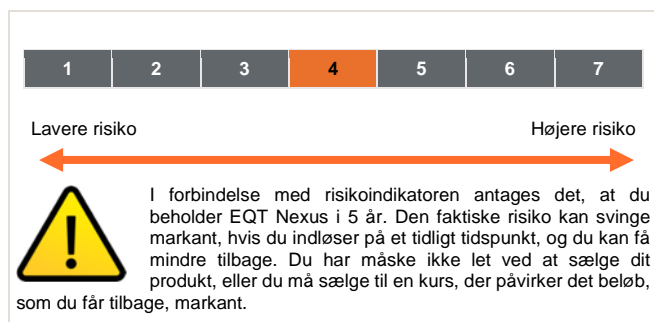 1 2 3 4 5 6 7
Lavere risiko Højere risiko
I forbindelse med risikoindikatoren antages det, at du
beholder EQT Nexus i 5 år. Den faktiske risiko kan svinge
markant, hvis du indløser på et tidligt tidspunkt, og du kan få
mindre tilbage. Du har måske ikke let ved at sælge dit
produkt, eller du må sælge til en kurs, der påvirker det beløb,
som du får tilbage, markant.